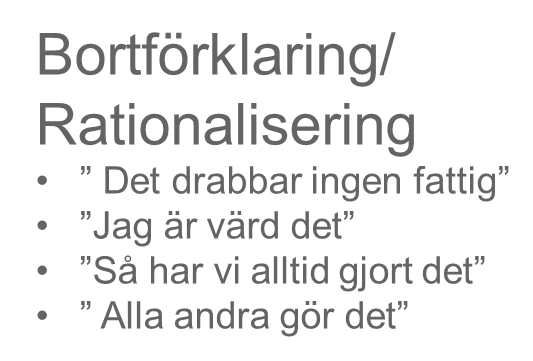 Bortförklaring/
Rationalisering
• ” Det drabbar ingen fattig”
• ”Jag är värd det”
• ”Så har vi alltid gjort det”
• ” Alla andra gör det”